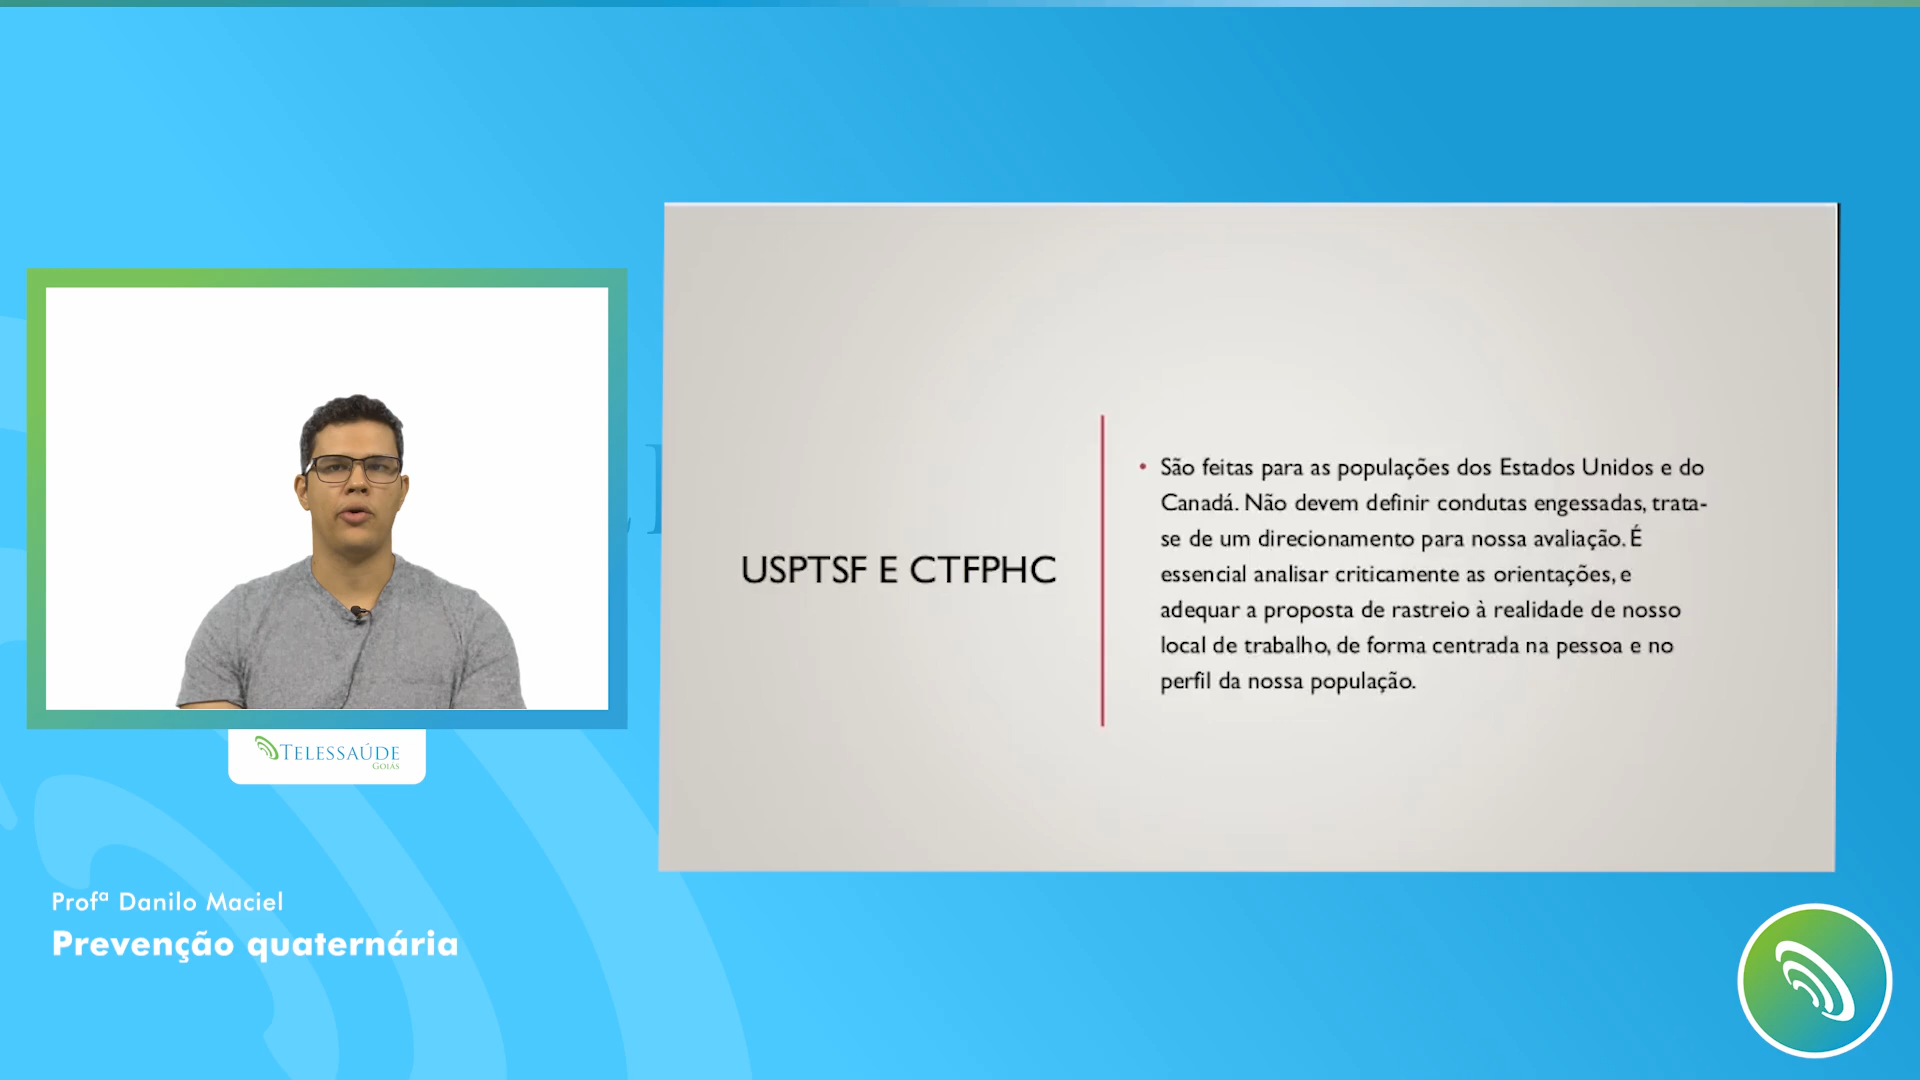 USPTSF E CTFPHC
• São feitas para as populações dos Estados Unidos e do
Canadá. Não devem definir condutas engessadas, trata-
se de um direcionamento para nossa avaliação. É
essencial analisar criticamente as orientações, e
adequar a proposta de rastreio à realidade de nosso
local de trabalho, de forma centrada na pessoa e no
perfil da nossa população.
TELESSAÚDE
GOIÁS
Profª Danilo Maciel
Prevenção quaternária